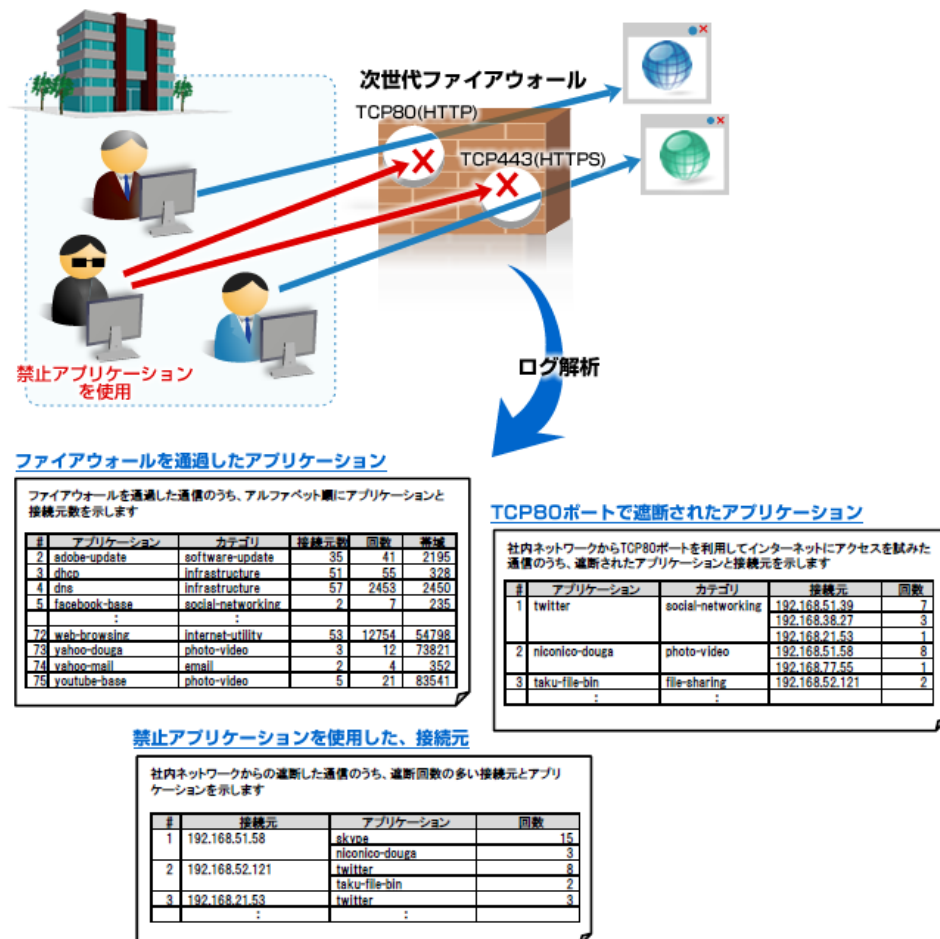 次世代ファイアウォール
TCP80(HTTP)
TCP443(HTTPS)
禁止アプリケーション
を使用
ログ解析
ファイアウォールを通過したアプリケーション
ファイアウォールを通過した通信のうち、アルファベット順にアプリケーションと
接続元数を示します
# アプリケーション カテゴリ 接続元数 回数 帯域
2 adobe-update software-update 35 41 2195
3 dhcp infrastructure 51 55 328
4 dns infrastructure 57 2453 2450
5 facebook-base social-networking 2 7 235
: :
72 web-browsing internet-utility 53 12754 54798
73 yahoo-douga photo-video 3 12 73821
74 yahoo-mail email 2 4 352
75 youtube-base photo-video 5 21 83541
TCP80ポートで遮断されたアプリケーション
社内ネットワークからTCP80ポートを利用してインターネットにアクセスを試みた
通信のうち、遮断されたアプリケーションと接続元を示します
# アプリケーション カテゴリ 接続元 回数
1 twitter social-networking 192.168.51.39 7
192.168.38.27 3
192.168.21.53 1
2 niconico-douga photo-video 192.168.51.58 8
192.168.77.55 1
3 taku-file-bin file-sharing 192.168.52.121 2
: :
禁止アプリケーションを使用した、接続元
社内ネットワークからの遮断した通信のうち、遮断回数の多い接続元とアプリ
ケーションを示します
# 接続元 アプリケーション 回数
1 192.168.51.58 skype 15
niconico-douga 3
2 192.168.52.121 twitter 8
taku-file-bin 2
3 192.168.21.53 twitter 3
: :